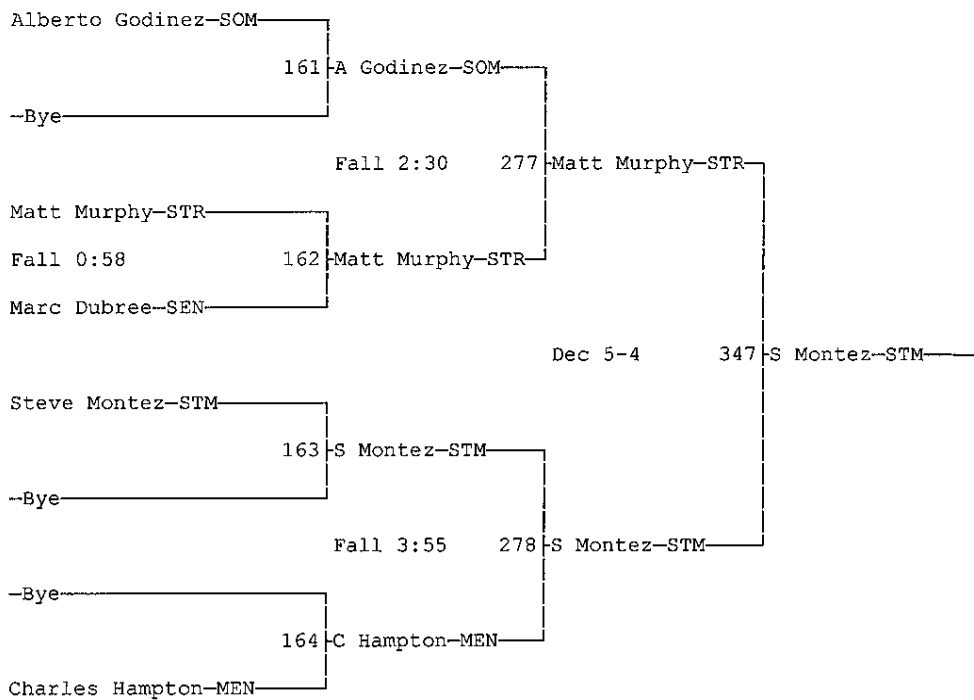 Alberto Godinez-SOM
161 A Godinez-SOM
-Bye
Fall 2:30 277 Matt Murphy-STR
Matt Murphy-STR
Fall 0:58 162 Matt Murphy-STR
Marc Dubree-SEN
Dec 5-4 347 S Montez-STM
Steve Montez-STM
163 S Montez-STM
-Bye
Fall 3:55 278 S Montez-STM
-Bye
164 C Hampton-MEN
Charles Hampton-MEN